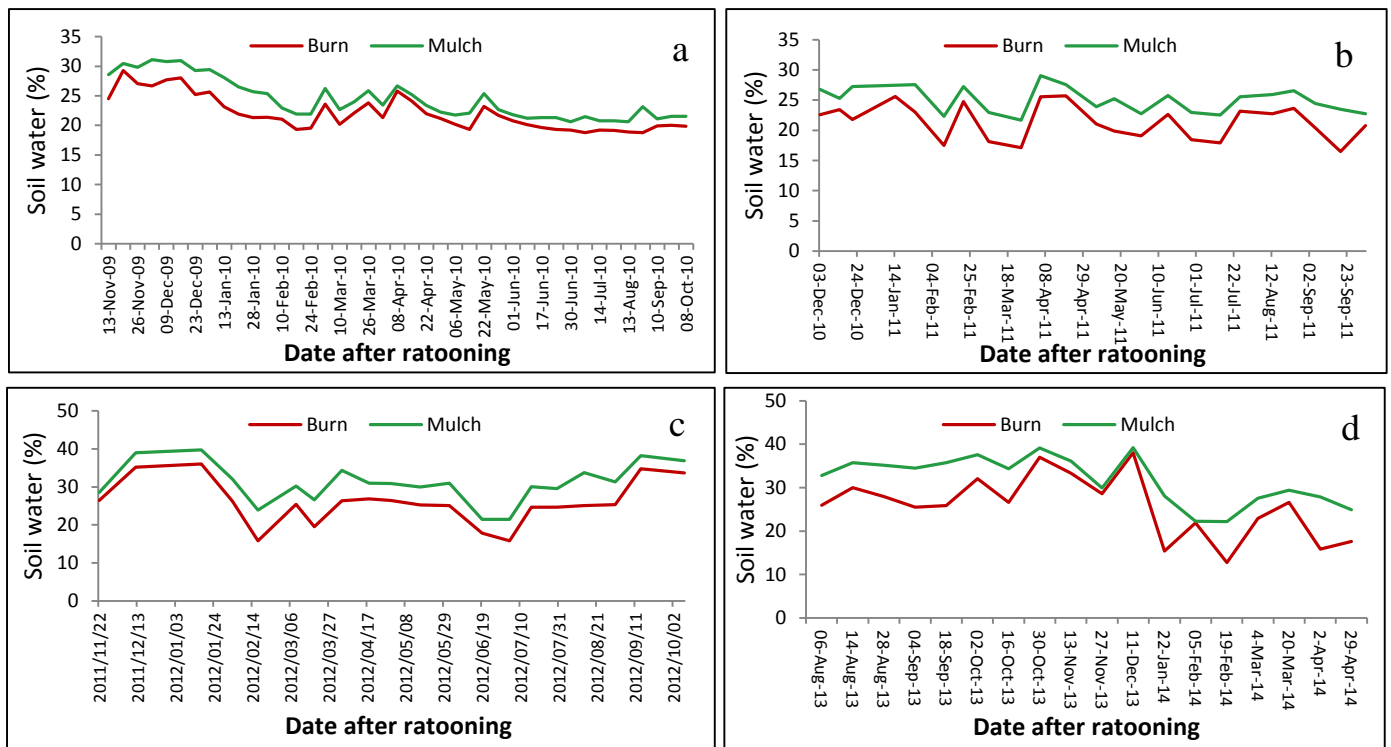 Burn Mulch a
Soil water (%)
35
30
25
20
15
10
5
0
13-Nov-09
26-Nov-09
09-Dec-09
23-Dec-09
13-Jan-10
28-Jan-10
10-Feb-10
24-Feb-10
10-Mar-10
26-Mar-10
08-Apr-10
22-Apr-10
06-May-10
22-May-10
01-Jun-10
17-Jun-10
30-Jun-10
14-Jul-10
13-Aug-10
10-Sep-10
08-Oct-10
Date after ratooning
Burn Mulch b
Soil water (%)
35
30
25
20
15
10
5
0
03-Dec-10
24-Dec-10
14-Jan-11
04-Feb-11
25-Feb-11
18-Mar-11
08-Apr-11
29-Apr-11
20-May-11
10-Jun-11
01-Jul-11
22-Jul-11
12-Aug-11
02-Sep-11
23-Sep-11
Date after ratooning
Burn Mulch c
Soil water (%)
50
40
30
20
10
0
2011/11/22
2011/12/13
2012/01/03
2012/01/24
2012/02/14
2012/03/06
2012/03/27
2012/04/17
2012/05/08
2012/05/29
2012/06/19
2012/07/10
2012/07/31
2012/08/21
2012/09/11
2012/10/02
Date after ratooning
Burn Mulch d
Soil water (%)
50
40
30
20
10
0
06-Aug-13
14-Aug-13
28-Aug-13
04-Sep-13
18-Sep-13
02-Oct-13
16-Oct-13
30-Oct-13
13-Nov-13
27-Nov-13
11-Dec-13
22-Jan-14
05-Feb-14
19-Feb-14
4-Mar-14
20-Mar-14
2-Apr-14
29-Apr-14
Date after ratooning